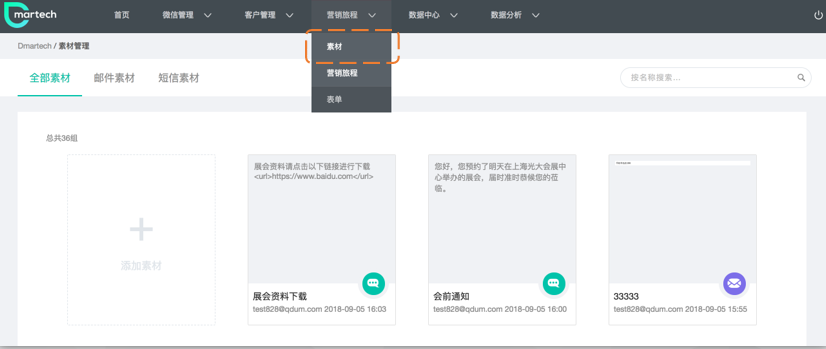 martech
首页
微信管理
客户管理
营销旅程
数据中心
数据分析
素材
营销旅程
表单
Dmartech / 素材管理
全部素材
邮件素材
短信素材
按名称搜索...
总共36组
添加素材
展会资料请点击以下链接进行下载
<url>https://www.baidu.com</url>
展会资料下载
test828@qdum.com 2018-09-05 16:03
您好，您预约了明天在上海光大会展中
心举办的展会，届时准时恭候您的莅
临。
会前通知
test828@qdum.com 2018-09-05 16:00
33333
test828@qdum.com 2018-09-05 15:55